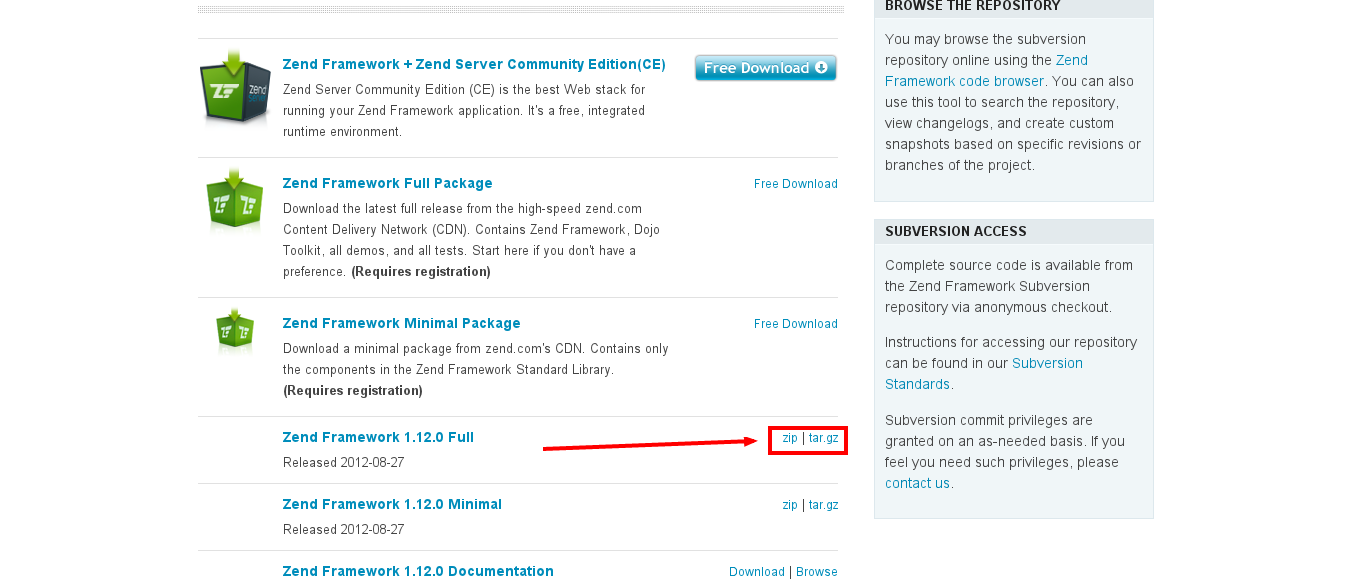 Zend Framework + Zend Server Community Edition(CE)
Free Download
Zend Server Community Edition (CE) is the best Web stack for
running your Zend Framework application. It's a free, integrated
runtime environment.
Zend Framework Full Package
Free Download
Download the latest full release from the high-speed zend.com
Content Delivery Network (CDN). Contains Zend Framework, Dojo
Toolkit, all demos, and all tests. Start here if you don't have a
preference. (Requires registration)
Zend Framework Minimal Package
Free Download
Download a minimal package from zend.com's CDN. Contains only
the components in the Zend Framework Standard Library.
(Requires registration)
Zend Framework 1.12.0 Full
zip | tar.gz
Released 2012-08-27
Zend Framework 1.12.0 Minimal
zip | tar.gz
Released 2012-08-27
Zend Framework 1.12.0 Documentation
Download | Browse
BROWSE THE REPOSITORY
You may browse the subversion
repository online using the Zend
Framework code browser. You can also
use this tool to search the repository,
view changelogs, and create custom
snapshots based on specific revisions or
branches of the project.
SUBVERSION ACCESS
Complete source code is available from
the Zend Framework Subversion
repository via anonymous checkout.
Instructions for accessing our repository
can be found in our Subversion
Standards.
Subversion commit privileges are
granted on an as-needed basis. If you
feel you need such privileges, please
contact us.